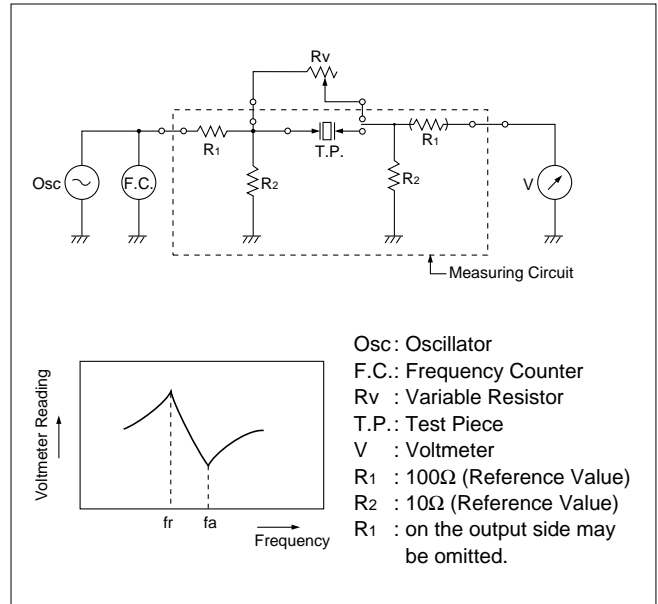 Rv
R1
T.P.
R1
R2
R2
Osc
F.C.
V
Measuring Circuit
Voltmeter Reading
fr
fa
Frequency
Osc : Oscillator
F.C. : Frequency Counter
Rv : Variable Resistor
T.P. : Test Piece
V : Voltmeter
R1 : 100Ω (Reference Value)
R2 : 10Ω (Reference Value)
R1 : on the output side may
be omitted.